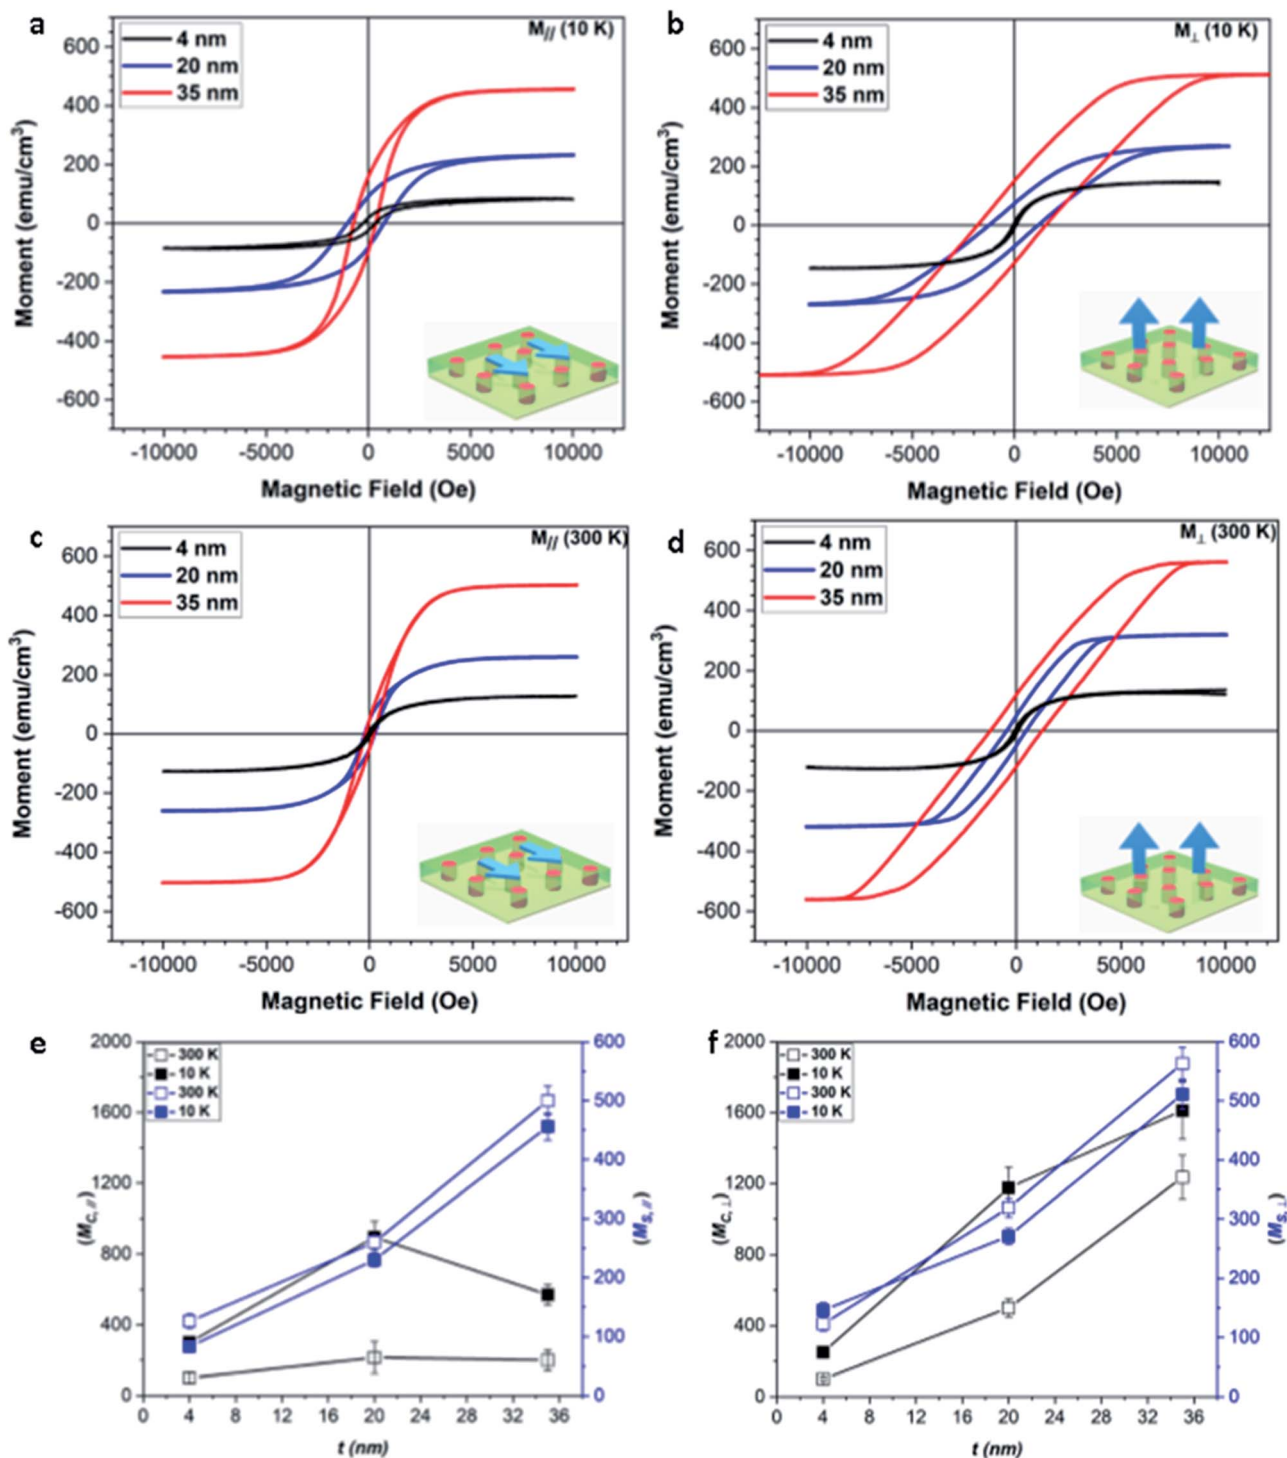 a
M// (10 K)
4 nm
20 nm
35 nm
600
400
200
0
-200
-400
-600
Moment (emu/cm³)
-10000 -5000 0 5000 10000
Magnetic Field (Oe)
b
M⊥ (10 K)
4 nm
20 nm
35 nm
600
400
200
0
-200
-400
-600
Moment (emu/cm³)
-10000 -5000 0 5000 10000
Magnetic Field (Oe)
c
M// (300 K)
4 nm
20 nm
35 nm
600
400
200
0
-200
-400
-600
Moment (emu/cm³)
-10000 -5000 0 5000 10000
Magnetic Field (Oe)
d
M⊥ (300 K)
4 nm
20 nm
35 nm
600
400
200
0
-200
-400
-600
Moment (emu/cm³)
-10000 -5000 0 5000 10000
Magnetic Field (Oe)
e
300 K
10 K
300 K
10 K
2000
1600
1200
800
400
0
(MC,//)
600
500
400
300
200
100
0
(MS,//)
0 4 8 12 16 20 24 28 32 36
t (nm)
f
300 K
10 K
300 K
10 K
2000
1600
1200
800
400
0
(MC,⊥)
600
500
400
300
200
100
0
(MS,⊥)
0 4 8 12 16 20 24 28 32 36
t (nm)